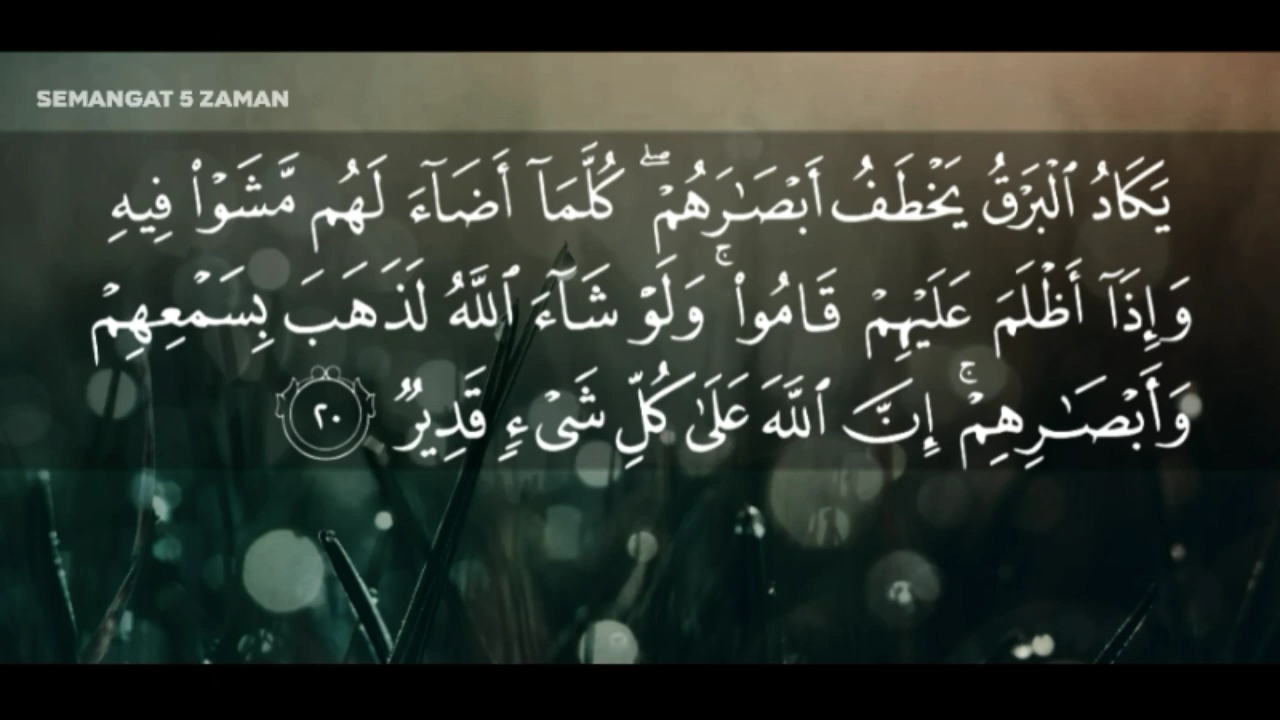 SEMANGAT 5 ZAMAN
يَكَادُ ٱلْبَرْقُ يَخْطَفُ أَبْصَـٰرَهُمْ ۖ كُلَّمَآ أَضَآءَ لَهُم مَّشَوْا۟ فِيهِ
وَإِذَآ أَظْلَمَ عَلَيْهِمْ قَامُوا۟ ۚ وَلَوْ شَآءَ ٱللَّهُ لَذَهَبَ بِسَمْعِهِمْ
وَأَبْصَـٰرِهِمْ ۚ إِنَّ ٱللَّهَ عَلَىٰ كُلِّ شَىْءٍ قَدِيرٌ ٢٠